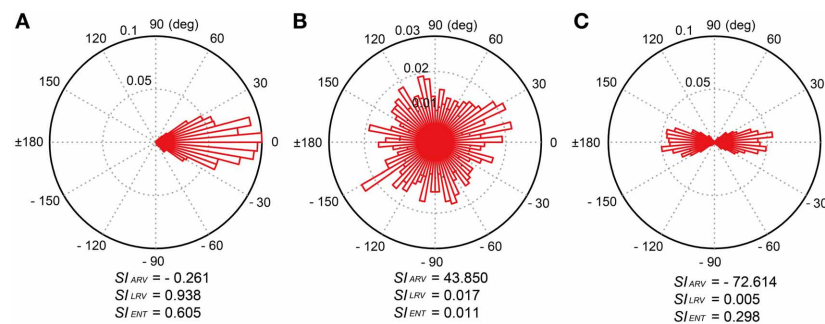 A
90 (deg)
0.1
120
60
150
0.05
30
±180
0
- 150
- 30
- 120
- 60
- 90
SI ARV = - 0.261
SI LRV = 0.938
SI ENT = 0.605
B
90 (deg)
0.03
120
60
0.02
150
30
0.01
±180
0
- 150
- 30
- 120
- 60
- 90
SI ARV = 43.850
SI LRV = 0.017
SI ENT = 0.011
C
90 (deg)
0.1
120
60
150
0.05
30
±180
0
- 150
- 30
- 120
- 60
- 90
SI ARV = - 72.614
SI LRV = 0.005
SI ENT = 0.298